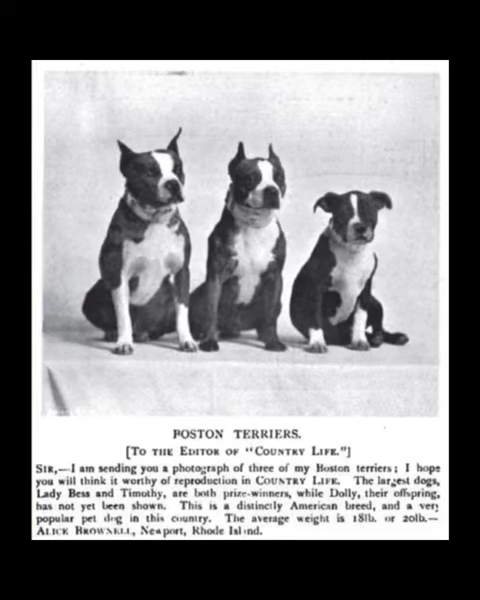 BOSTON TERRIERS.
[TO THE EDITOR OF "COUNTRY LIFE."]
SIR,—I am sending you a photograph of three of my Boston terriers; I hope
you will think it worthy of reproduction in COUNTRY LIFE. The largest dogs,
Lady Bess and Timothy, are both prize-winners, while Dolly, their offspring,
has not yet been shown. This is a distinctly American breed, and a very
popular pet dog in this country. The average weight is 18lb. or 20lb.—
ALICE BROWNELL, Newport, Rhode Island.